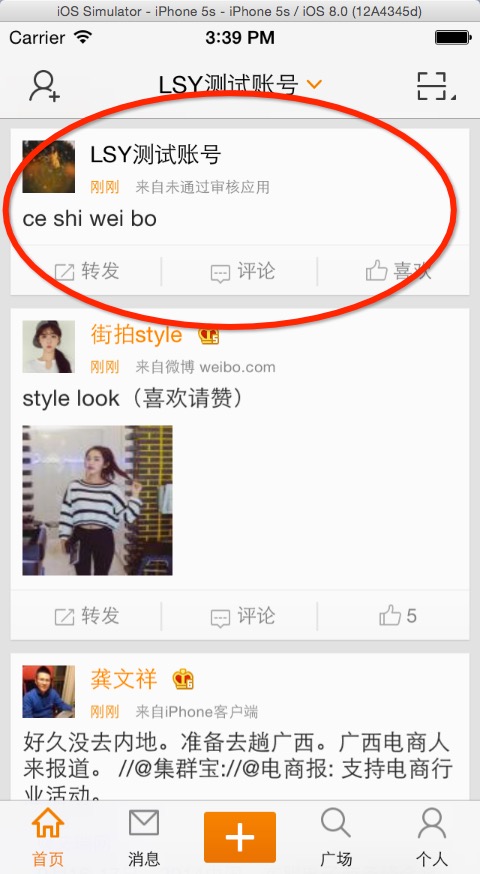 iOS Simulator - iPhone 5s - iPhone 5s / iOS 8.0 (12A4345d)
Carrier 3:39 PM
LSY测试账号
LSY测试账号
刚刚 来自未通过审核应用
ce shi wei bo
转发 评论 喜欢
街拍style
刚刚 来自微博 weibo.com
style look（喜欢请赞）
转发 评论 5
龚文祥
刚刚 来自iPhone客户端
好久没去内地。准备去趟广西。广西电商人
来报道。 //@集群宝://@电商报: 支持电商行
业活动。
首页 消息 广场 个人